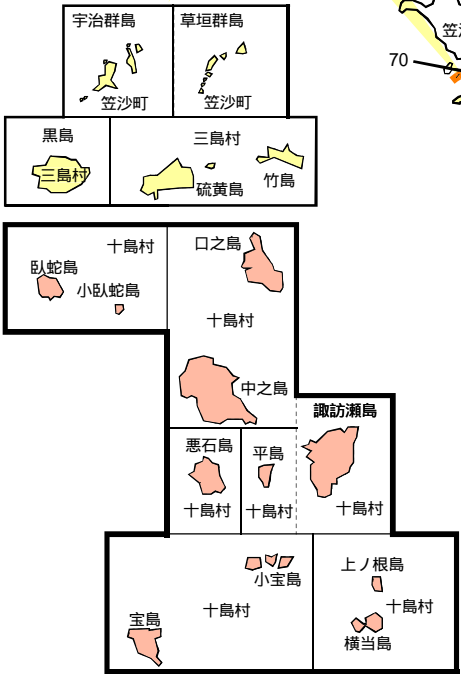 宇治群島
草垣群島
笠沙町
笠沙町
笠
70
黒島
三島村
三島村
硫黄島
竹島
十島村
臥蛇島
小臥蛇島
口之島
十島村
中之島
諏訪瀬島
悪石島
十島村
平島
十島村
十島村
小宝島
十島村
宝島
上ノ根島
十島村
横当島